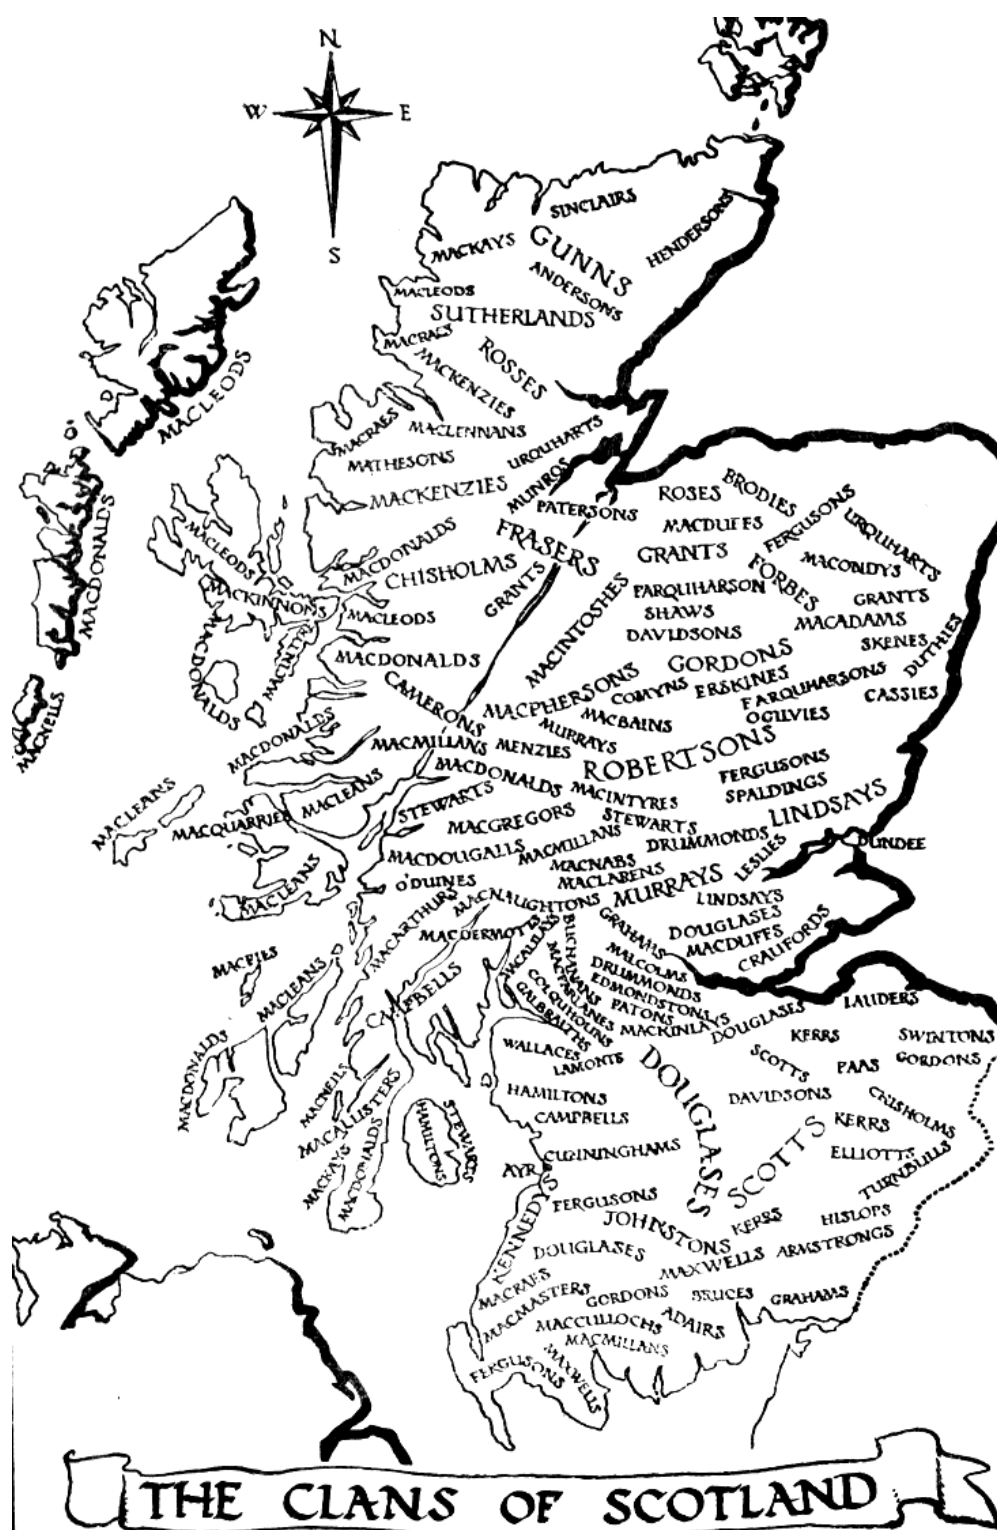 N
W
E
S
SINCLAIRS
HENDERSONS
GUNNS
MACKAYS
ANDERSONS
MACLEODS
SUTHERLANDS
MACRAES
ROSSES
MACKENZIES
MACLEODS
MACRAES
MACLENNANS
URQUHARTS
MATHESONS
MUNROS
MACKENZIES
PATERSONS
ROSES
BRODIES
FERGUSONS
URQUHARTS
MACDUFFS
FRASERS
GRANTS
FORBES
MACONDYS
MACDONALDS
MACLEODS
MACDONALDS
CHISHOLMS
GRANTS
MACINTOSHES
FARQUHARSON
GRANTS
MACKINNONS
SHAWS
MACADAMS
MACLEODS
DAVIDSONS
SKENES
DUTHIES
MACINTYRE
MACDONALDS
MACDONALDS
GORDONS
MACPHERSONS
COMYNS
ERSKINES
FARQUHARSONS
CASSIES
CAMERONS
MACBAINS
OGILVIES
MACNEILS
MACDONALDS
MURRAYS
MACMILLANS
MENZIES
ROBERTSONS
FERGUSONS
MACDONALDS
SPALDINGS
MACLEANS
MACLEANS
STEWARTS
MACINTYRES
LINDSAYS
MACQUARRIES
MACGREGORS
STEWARTS
MACMILLANS
DRUMMONDS
DUNDEE
MACDOUGALLS
MACNABS
LESLIES
MACLEANS
O'DUINES
MACLARENS
MURRAYS
LINDSAYS
MACNAUGHTONS
MACARTHURS
DOUGLASES
GRAHAMS
MACDERMOTTS
MACDUFFS
CRAUFORDS
MACAULAYS
BUCHANANS
MALCOLMS
MACFIES
MACLEANS
MACFARLANES
DRUMMONDS
CAMPBELLS
COLQUHOUNS
EDMONDSTONS
GALBRAITHS
PATONS
MACKINLAYS
DOUGLASES
LAUDERS
MACDONALDS
WALLACES
LAMONTS
KERRS
SWINTONS
SCOTTS
PAAS
GORDONS
DOUGLASES
MACNEILS
HAMILTONS
DAVIDSONS
CHISHOLMS
MACALLISTERS
CAMPBELLS
KERRS
HAMILTONS
STEWARTS
SCOTTS
CUNNINGHAMS
ELLIOTTS
MACKAYS
MACDONALDS
AYR
TURNBULLS
FERGUSONS
KENNEDYS
JOHNSTONS
KERRS
HISLOPS
DOUGLASES
MAXWELLS
ARMSTRONGS
MACRAES
MACMASTERS
GORDONS
BRUCES
GRAHAMS
MACCULLOCHS
ADAIRS
MACMILLANS
FERGUSONS
MAXWELLS
THE CLANS OF SCOTLAND